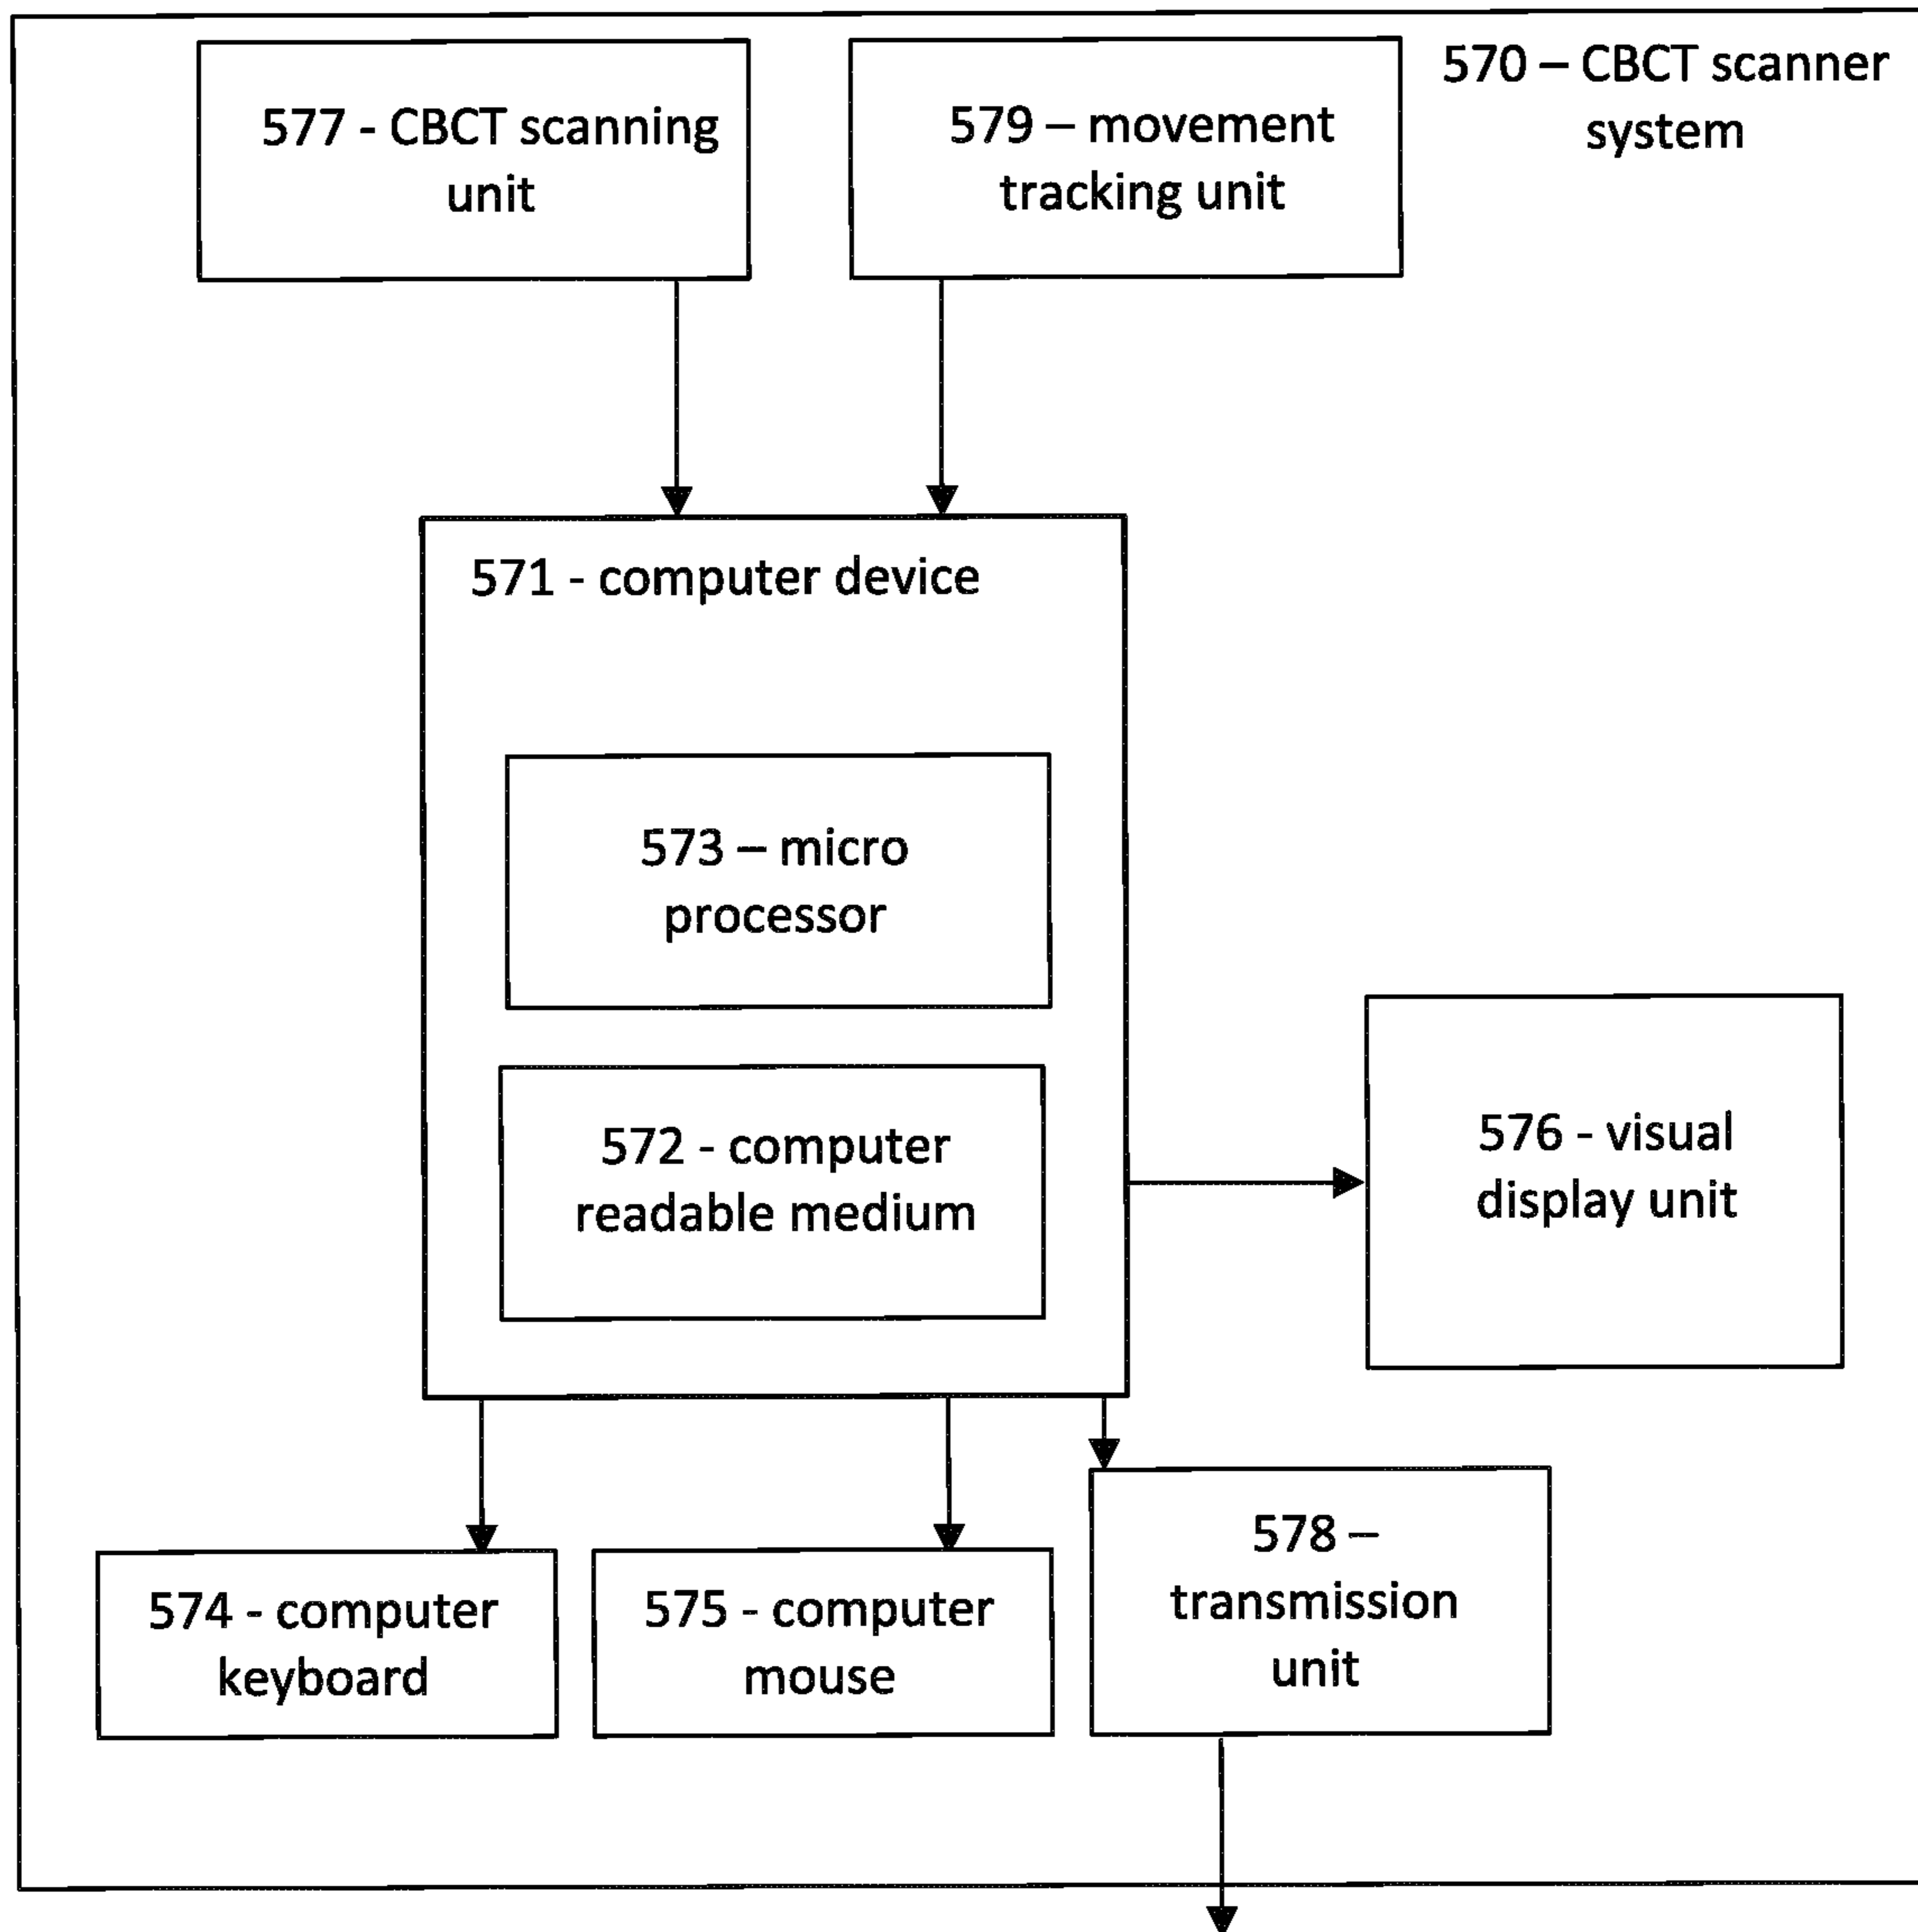 577 - CBCT scanning
unit
579 – movement
tracking unit
570 – CBCT scanner
system
571 - computer device
573 – micro
processor
572 - computer
readable medium
576 - visual
display unit
574 - computer
keyboard
575 - computer
mouse
578 –
transmission
unit